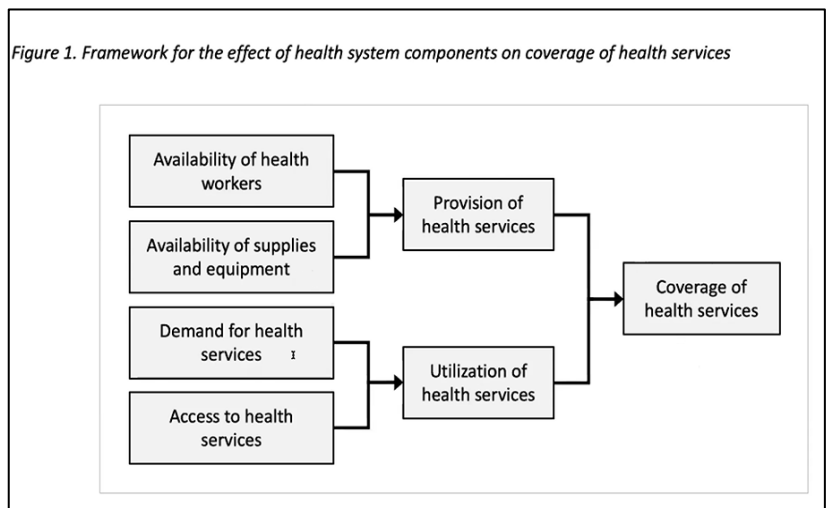 Figure 1. Framework for the effect of health system components on coverage of health services
Availability of health
workers
Availability of supplies
and equipment
Demand for health
services
Access to health
services
Provision of
health services
Utilization of
health services
Coverage of
health services